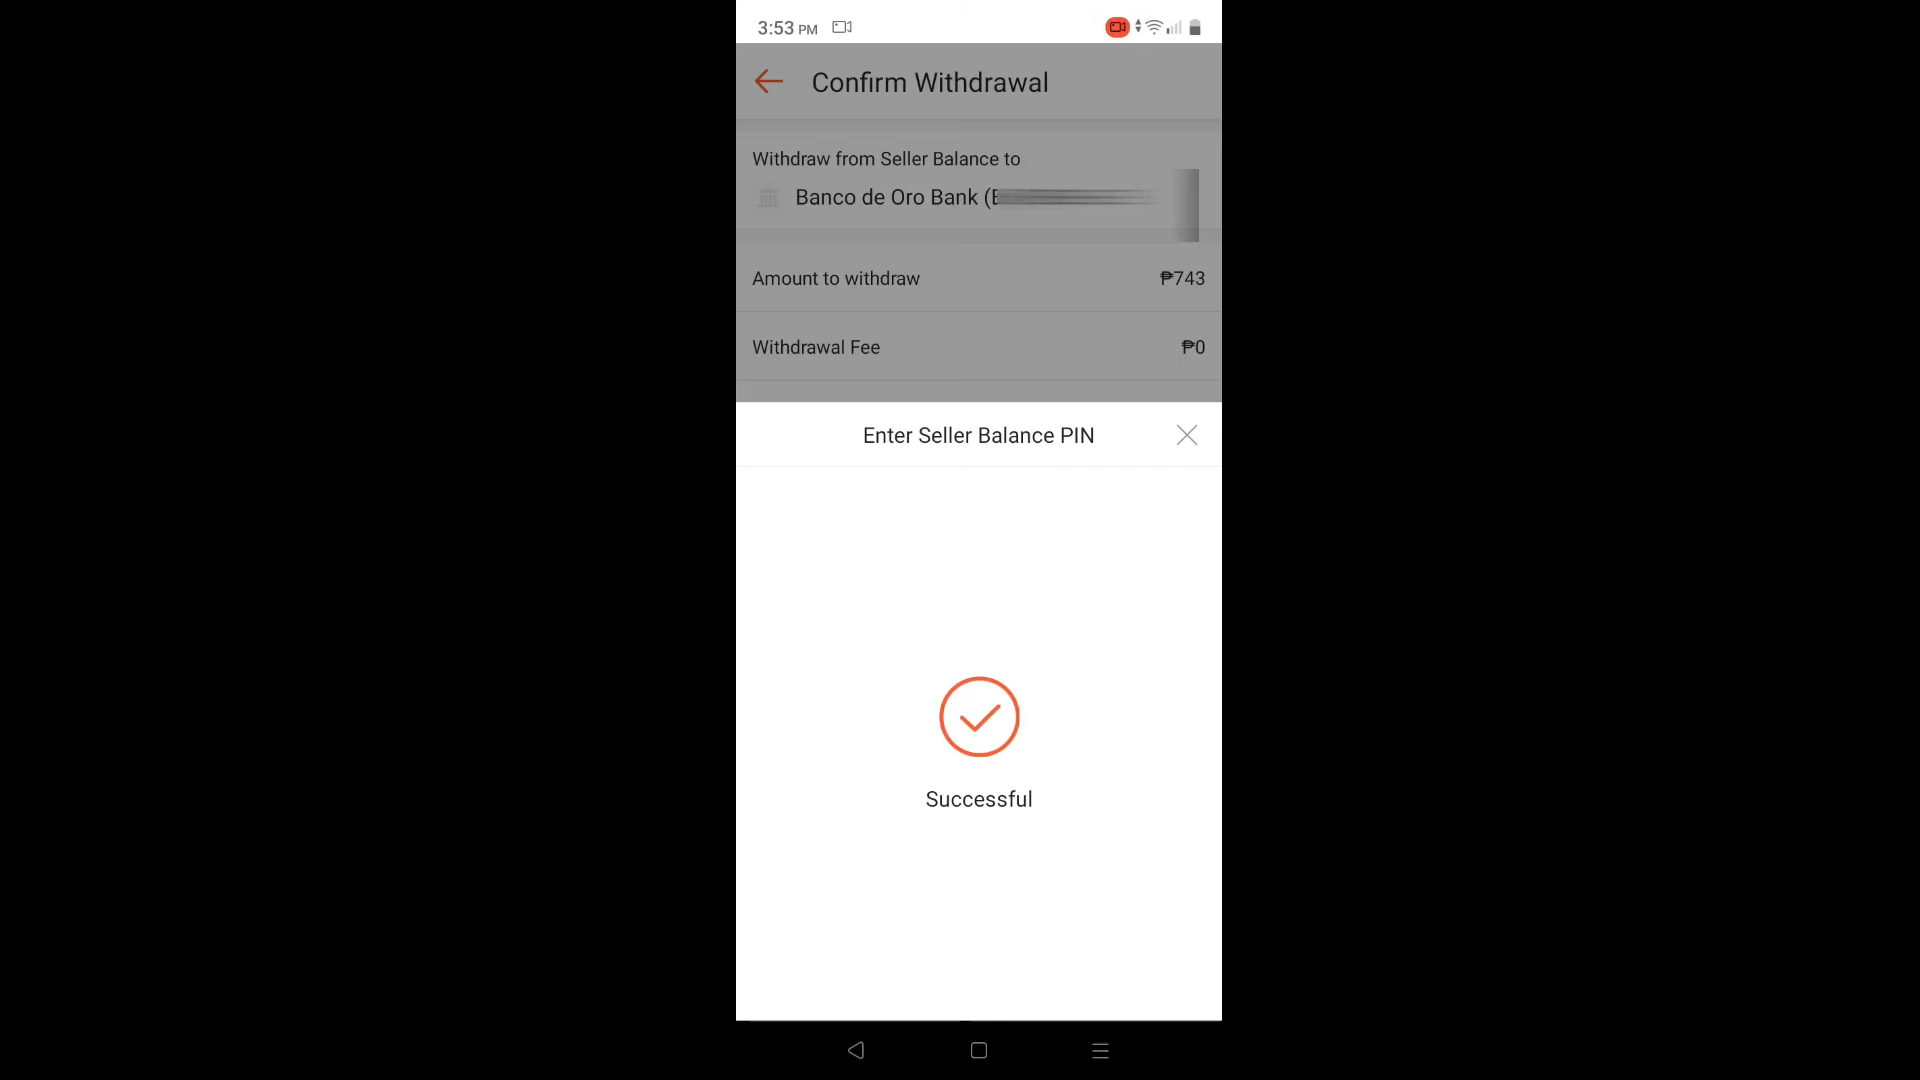 3:53 PM
Confirm Withdrawal
Withdraw from Seller Balance to
Banco de Oro Bank (
Amount to withdraw
₱743
Withdrawal Fee
₱0
Enter Seller Balance PIN
Successful